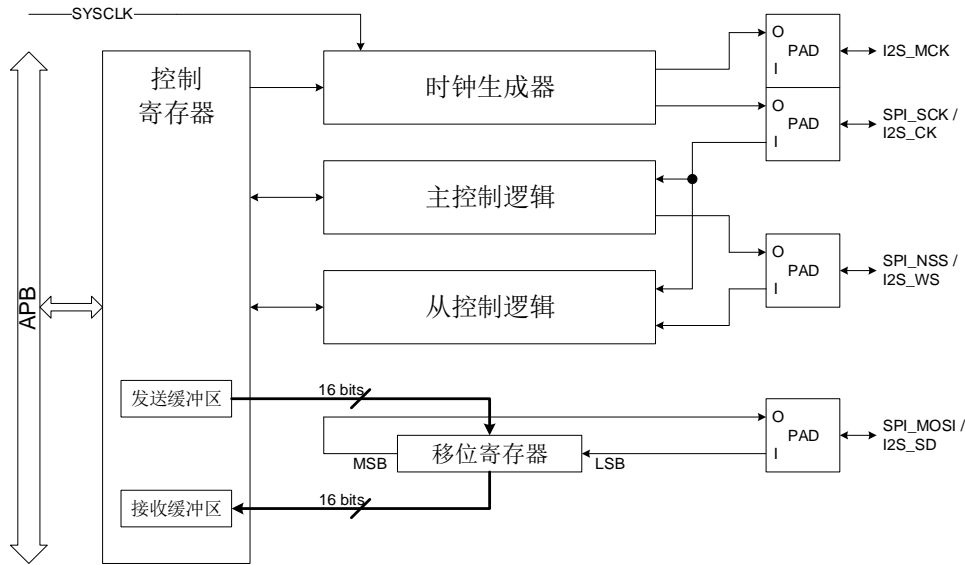 SYSCLK
O
PAD
I
I2S_MCK
控制
寄存器
时钟生成器
O
PAD
I
SPI_SCK /
I2S_CK
主控制逻辑
O
PAD
I
SPI_NSS /
I2S_WS
从控制逻辑
APB
发送缓冲区
16 bits
O
PAD
I
SPI_MOSI /
I2S_SD
MSB
移位寄存器
LSB
接收缓冲区
16 bits